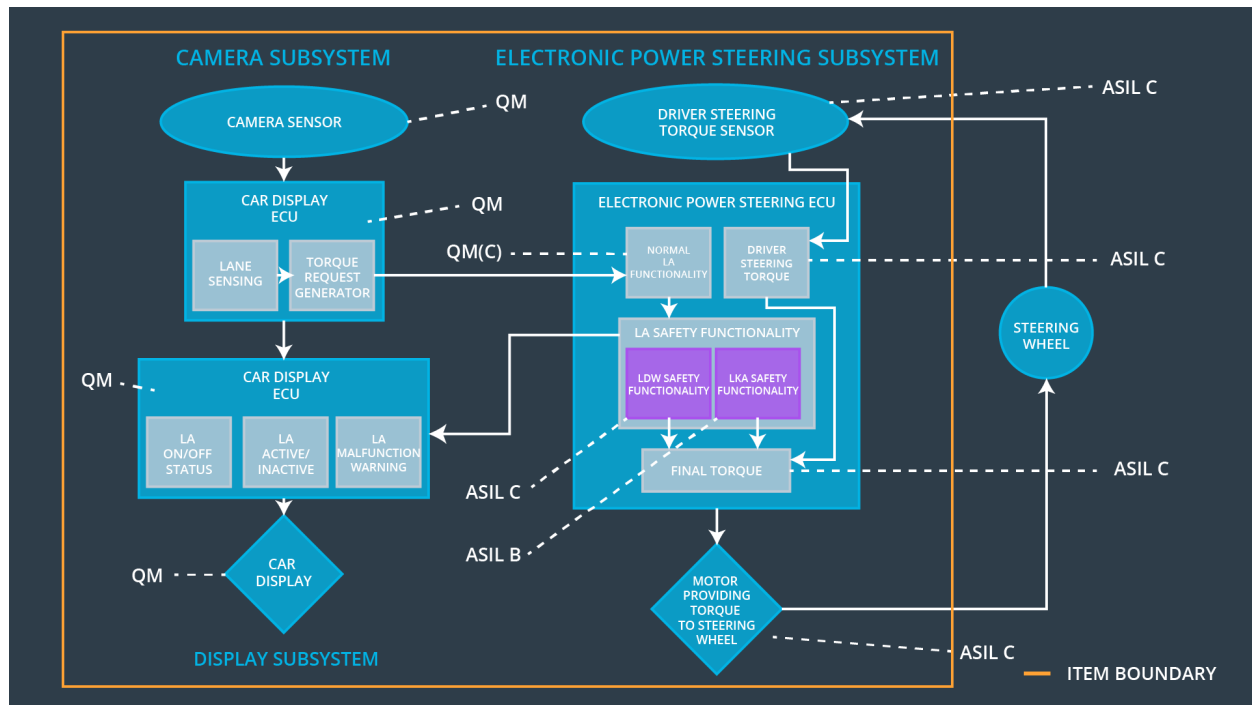 CAMERA SUBSYSTEM
ELECTRONIC POWER STEERING SUBSYSTEM
CAMERA SENSOR
QM
DRIVER STEERING
TORQUE SENSOR
ASIL C
CAR DISPLAY
ECU
QM
LANE
SENSING
TORQUE
REQUEST
GENERATOR
ELECTRONIC POWER STEERING ECU
QM(C)
NORMAL
LA
FUNCTIONALITY
DRIVER
STEERING
TORQUE
ASIL C
STEERING
WHEEL
LA SAFETY FUNCTIONALITY
LDW SAFETY
FUNCTIONALITY
LKA SAFETY
FUNCTIONALITY
QM
CAR DISPLAY
ECU
LA
ON/OFF
STATUS
LA
ACTIVE/
INACTIVE
LA
MALFUNCTION
WARNING
FINAL TORQUE
ASIL C
ASIL C
ASIL B
QM
CAR
DISPLAY
MOTOR
PROVIDING
TORQUE
TO STEERING
WHEEL
ASIL C
DISPLAY SUBSYSTEM
ITEM BOUNDARY